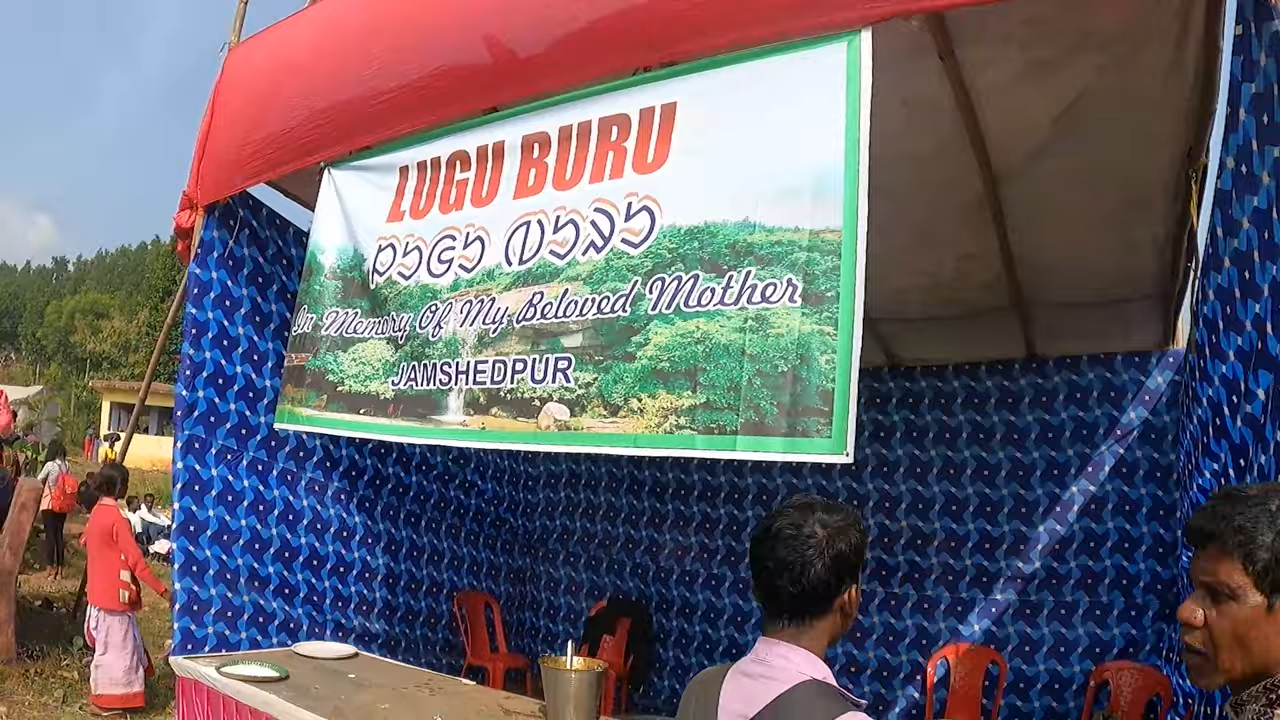 LUGU BURU
ᱞᱩᱜᱩ ᱵᱩᱨᱩ
In Memory Of My Beloved Mother
JAMSHEDPUR